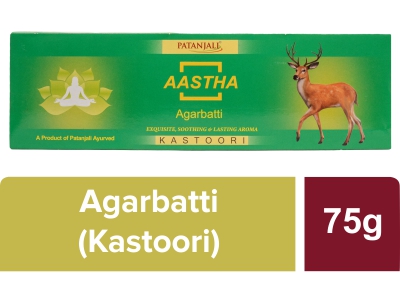 PATANJALI
AASTHA
Agarbatti
EXQUISITE, SOOTHING & LASTING AROMA
KASTOORI
A Product of Patanjali Ayurved
Agarbatti
(Kastoori)
75g